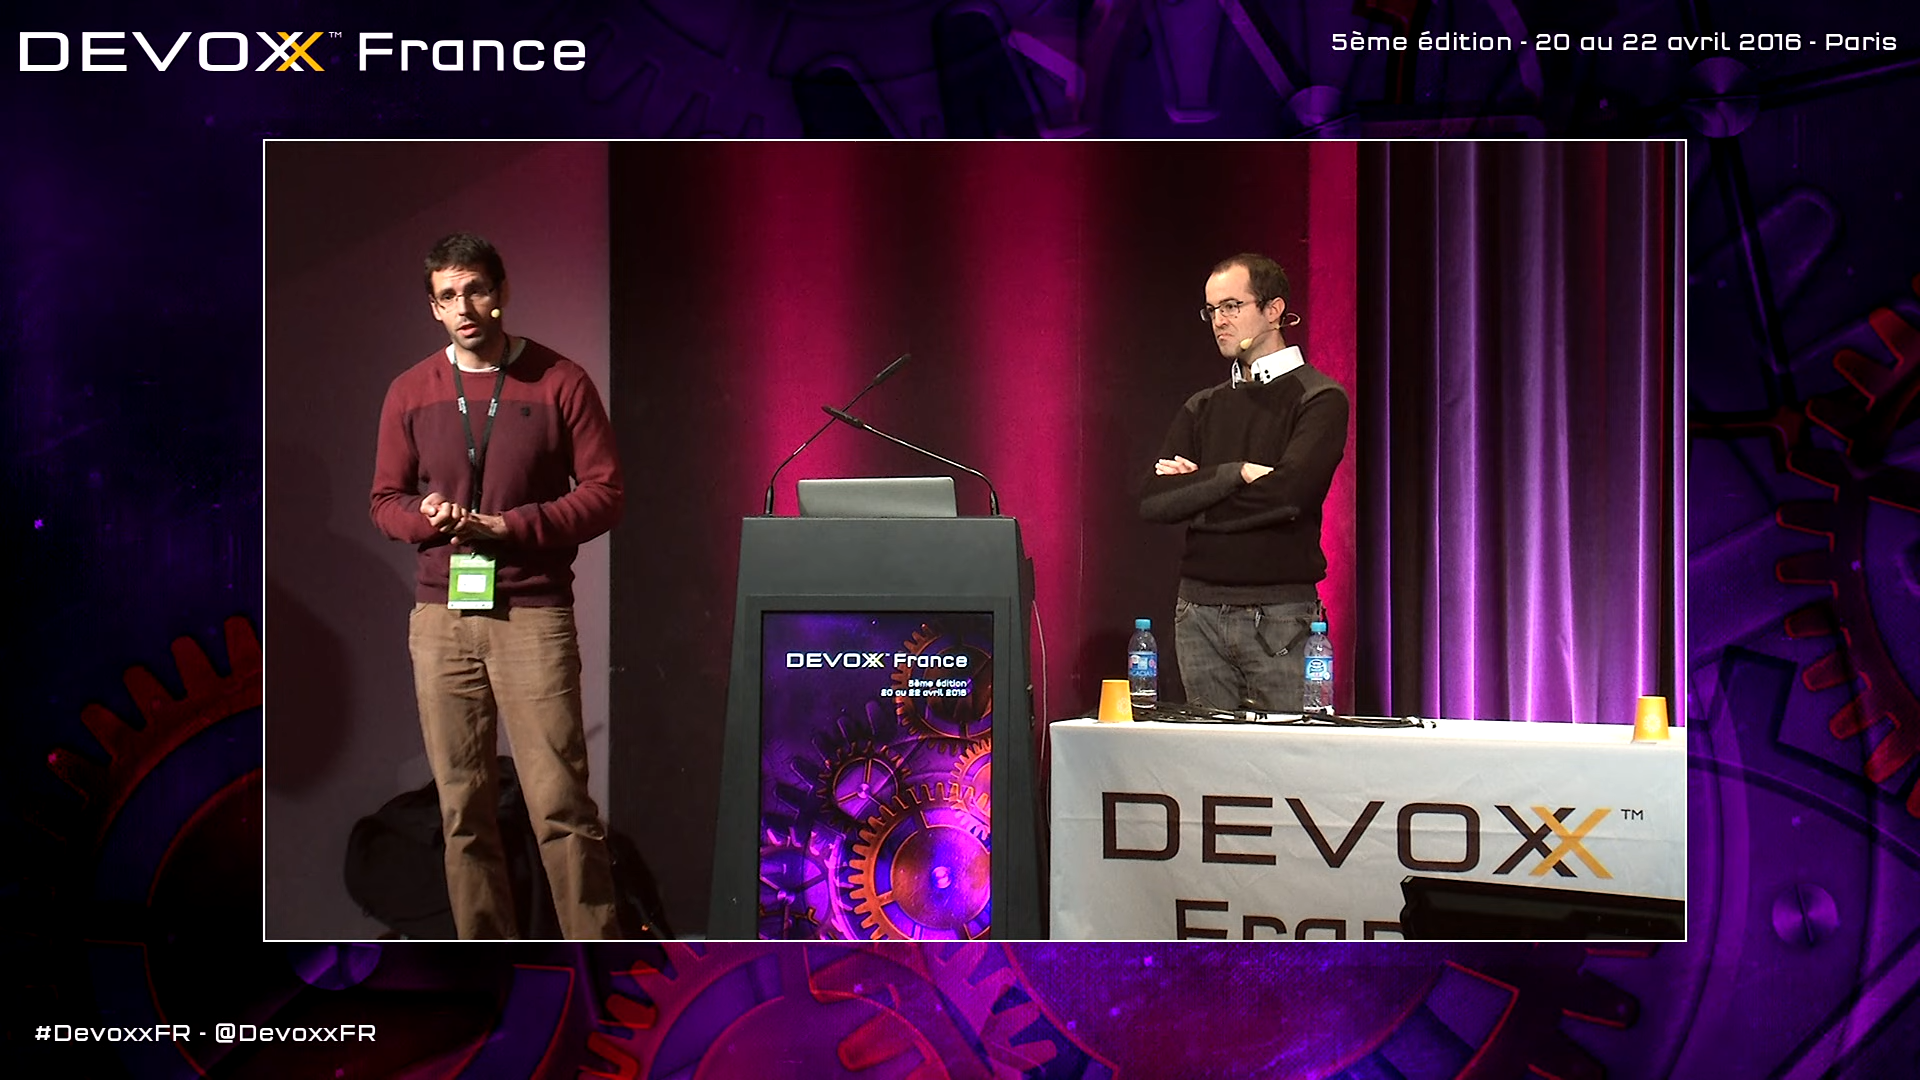 DEVOXX™ France
5ème édition - 20 au 22 avril 2016 - Paris
DEVOXX™ France
5ème édition
20 au 22 avril 2016
DEVOXX™
#DevoxxFR - @DevoxxFR